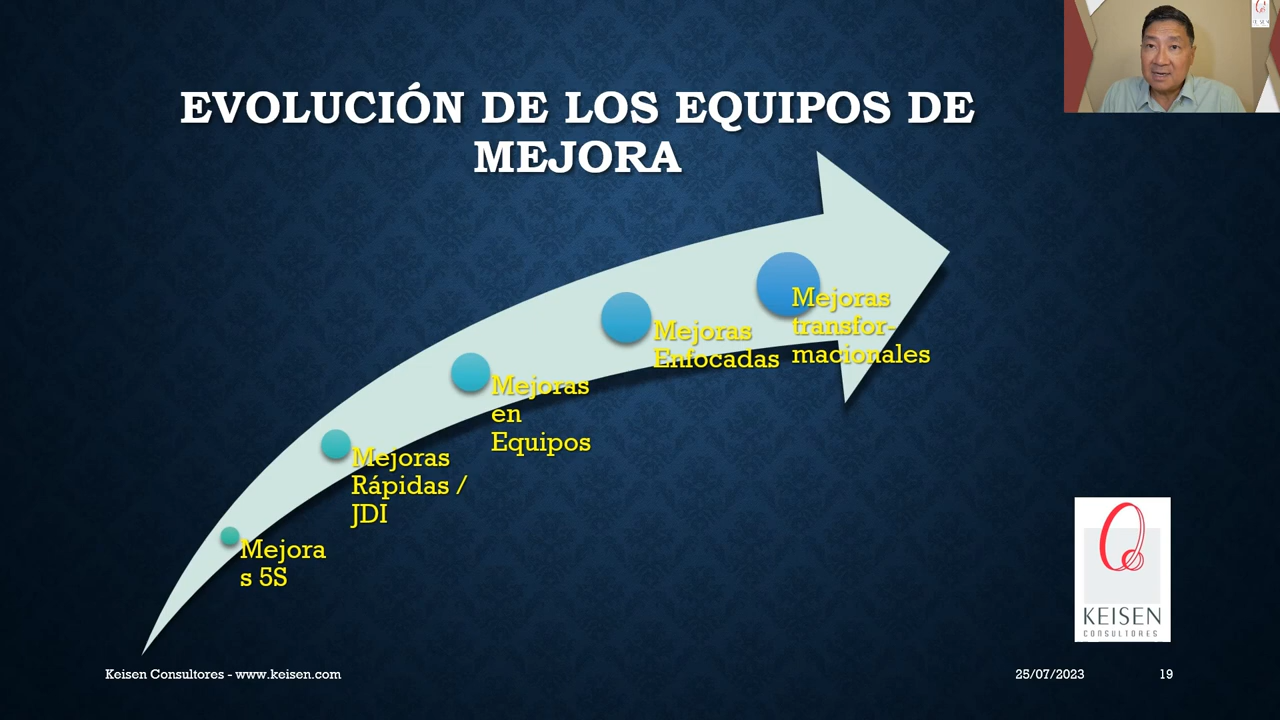 EVOLUCIÓN DE LOS EQUIPOS DE
MEJORA
Mejoras
transfor-
macionales
Mejoras
Enfocadas
Mejoras
en
Equipos
Mejoras
Rápidas /
JDI
Mejora
s 5S
KEISEN
CONSULTORES
Keisen Consultores - www.keisen.com
25/07/2023
19